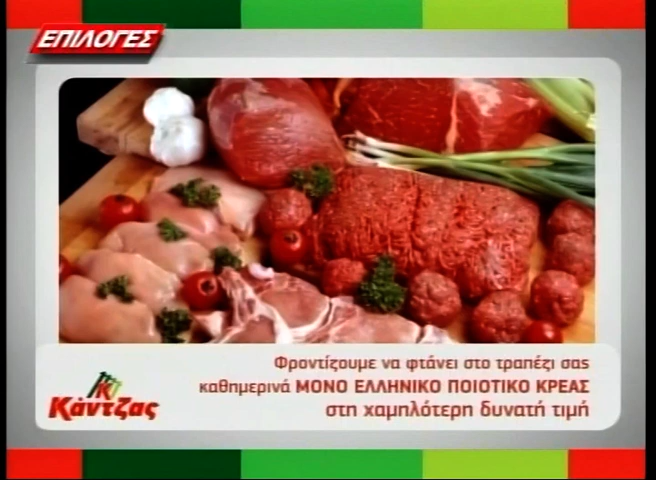 ΕΠΙΛΟΓΕΣ
Φροντίζουμε να φτάνει στο τραπέζι σας
καθημερινά ΜΟΝΟ ΕΛΛΗΝΙΚΟ ΠΟΙΟΤΙΚΟ ΚΡΕΑΣ
στη χαμηλότερη δυνατή τιμή
Κ
Κάντζας